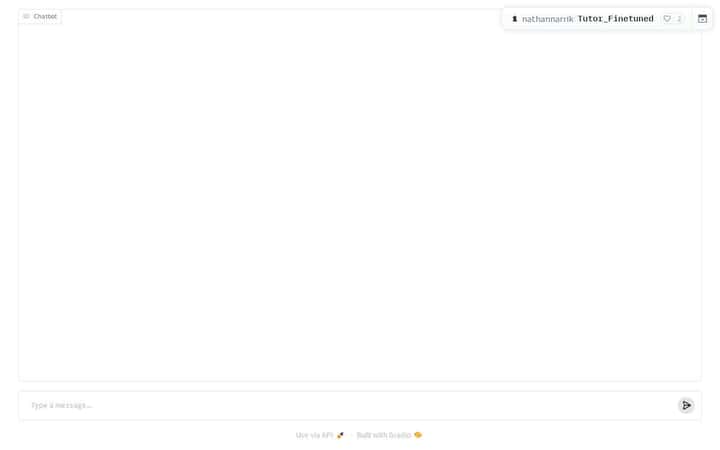 Chatbot
nathannarrik Tutor_Finetuned 2
Type a message...
Use via API · Built with Gradio